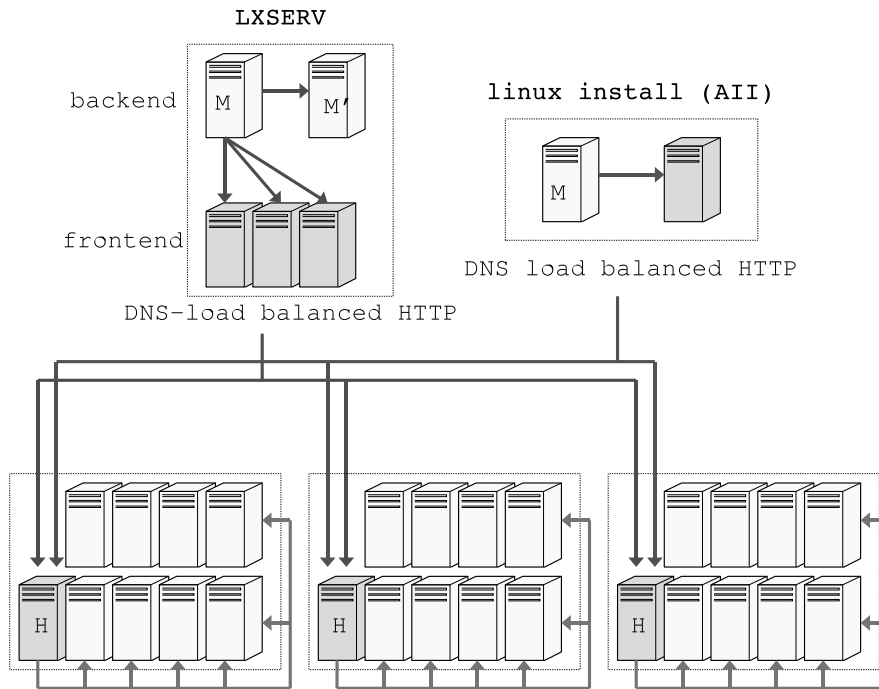 LXSERV
backend
M
M'
linux install (AII)
M
frontend
DNS load balanced HTTP
DNS-load balanced HTTP
H
H
H